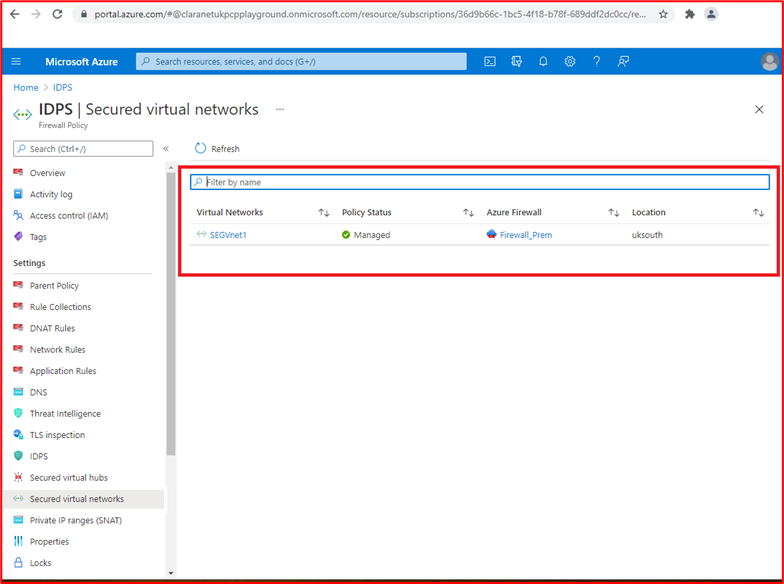 portal.azure.com/#@claranetukpcpplayground.onmicrosoft.com/resource/subscriptions/36d9b66c-1bc5-4f18-b78f-689ddf2dc0cc/re...
Microsoft Azure
Search resources, services, and docs (G+/)
Home > IDPS
IDPS | Secured virtual networks ...
Firewall Policy
Search (Ctrl+/)
«
Refresh
Overview
Activity log
Access control (IAM)
Tags
Settings
Parent Policy
Rule Collections
DNAT Rules
Network Rules
Application Rules
DNS
Threat Intelligence
TLS inspection
IDPS
Secured virtual hubs
Secured virtual networks
Private IP ranges (SNAT)
Properties
Locks
Filter by name
Virtual Networks Policy Status Azure Firewall Location
SEGVnet1 Managed Firewall_Prem uksouth